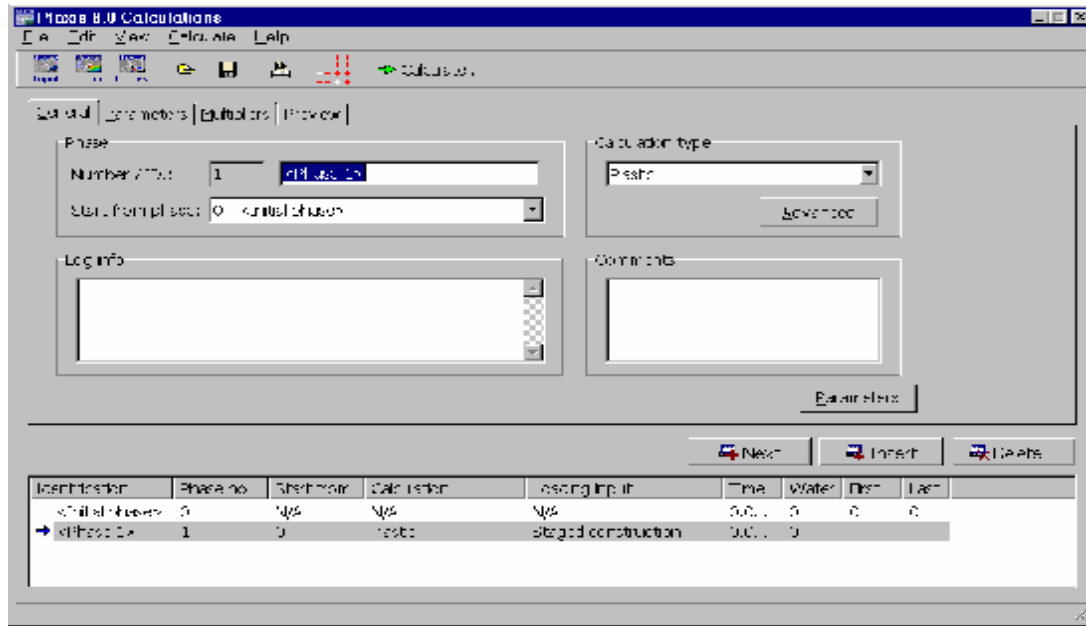 Plaxis 8.0 Calculations
File Edit View Calculate Help
Input Calculate
General Parameters Multipliers Preview
Phase
Number / ID.: 1 <Phase 1>
Start from phase: 0 - <Initial phase>
Calculation type
Plastic
Advanced
Log info
Comments
Parameters
Next Insert Delete
Identification Phase no. Start from Calculation Loading input Time Water First Last
<Initial phase> 0 N/A N/A N/A 0.0... 0 0 0
<Phase 1> 1 0 Plastic Staged construction 0.0... 0